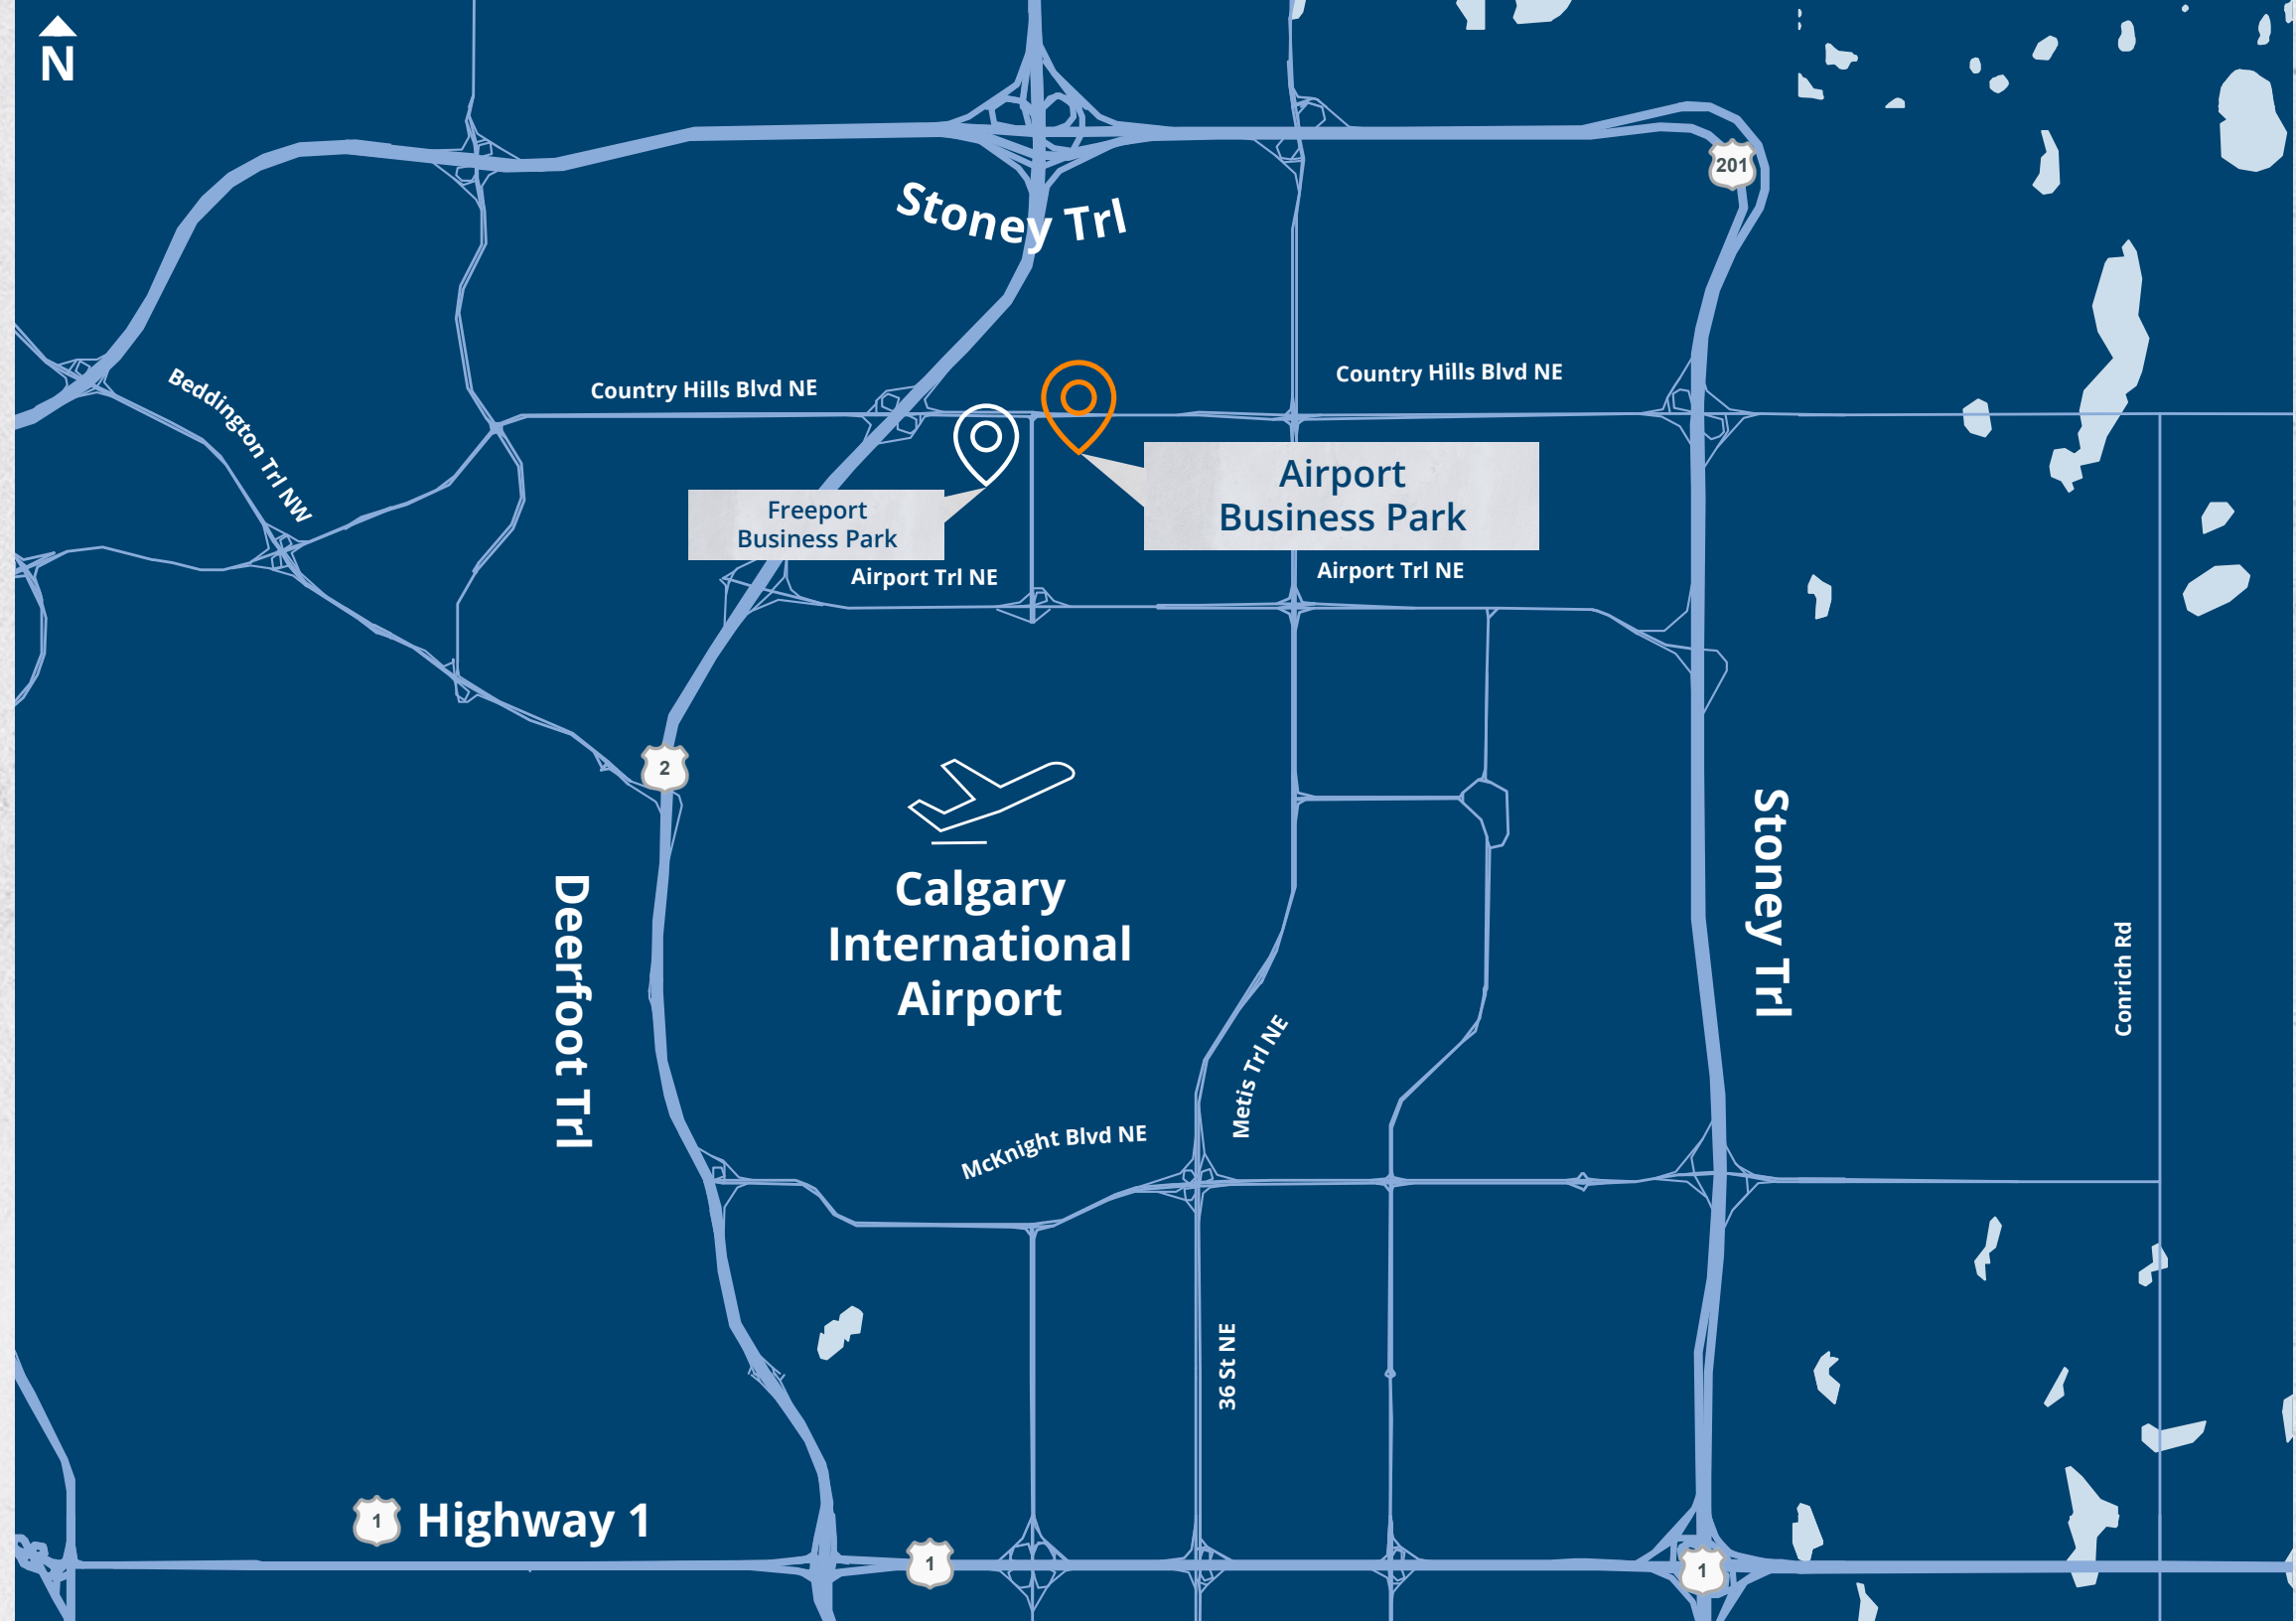 N
201
Stoney Trl
Country Hills Blvd NE
Country Hills Blvd NE
Beddington Trl NW
Airport
Business Park
Freeport
Business Park
Airport Trl NE
Airport Trl NE
2
Calgary
International
Airport
Deerfoot Trl
Stoney Trl
Conrich Rd
Metis Trl NE
McKnight Blvd NE
36 St NE
1 Highway 1
1
1